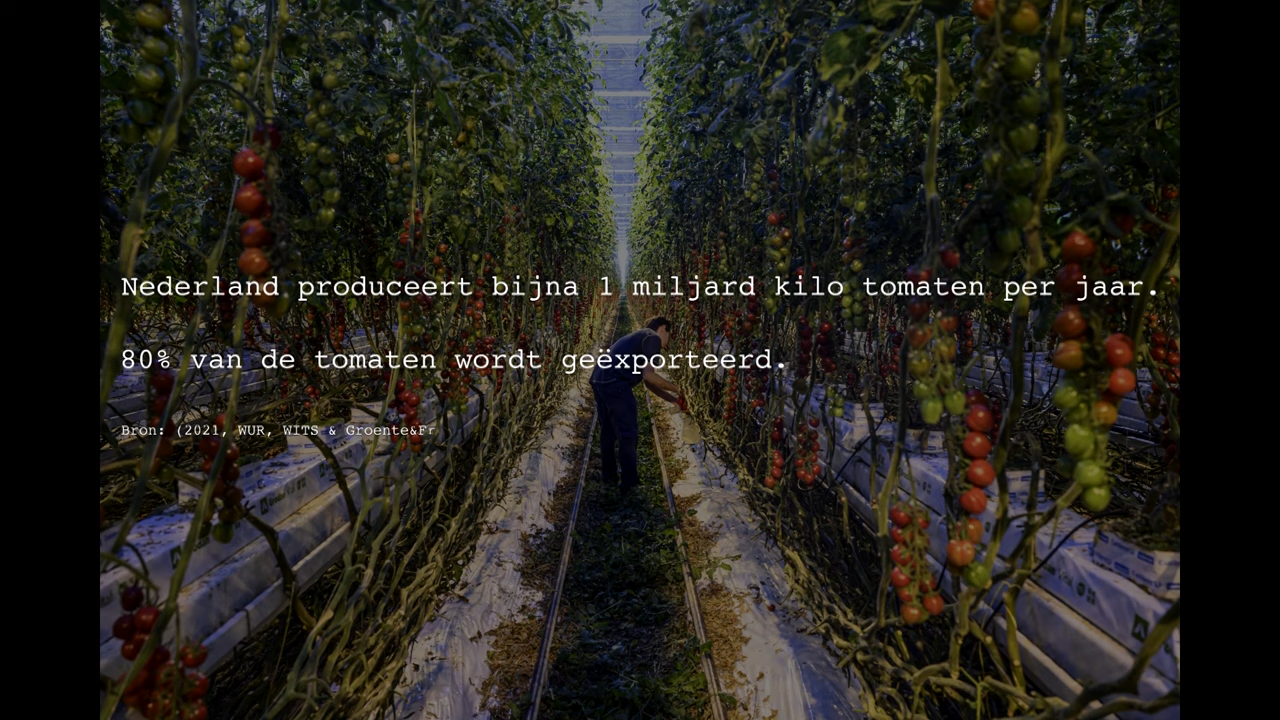 Nederland produceert bijna 1 miljard kilo tomaten per jaar.
80% van de tomaten wordt geëxporteerd.
Bron: (2021, WUR, WITS & Groente&Fr